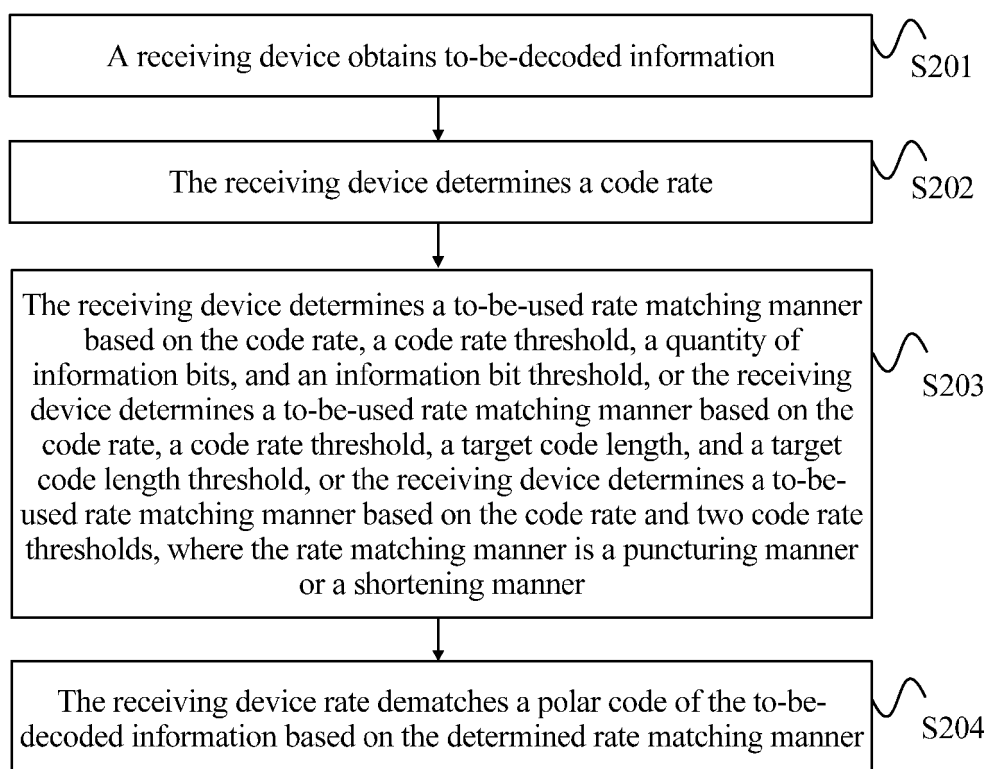 A receiving device obtains to-be-decoded information
S201
The receiving device determines a code rate
S202
The receiving device determines a to-be-used rate matching manner
based on the code rate, a code rate threshold, a quantity of
information bits, and an information bit threshold, or the receiving
device determines a to-be-used rate matching manner based on the
code rate, a code rate threshold, a target code length, and a target
code length threshold, or the receiving device determines a to-be-
used rate matching manner based on the code rate and two code rate
thresholds, where the rate matching manner is a puncturing manner
or a shortening manner
S203
The receiving device rate dematches a polar code of the to-be-
decoded information based on the determined rate matching manner
S204